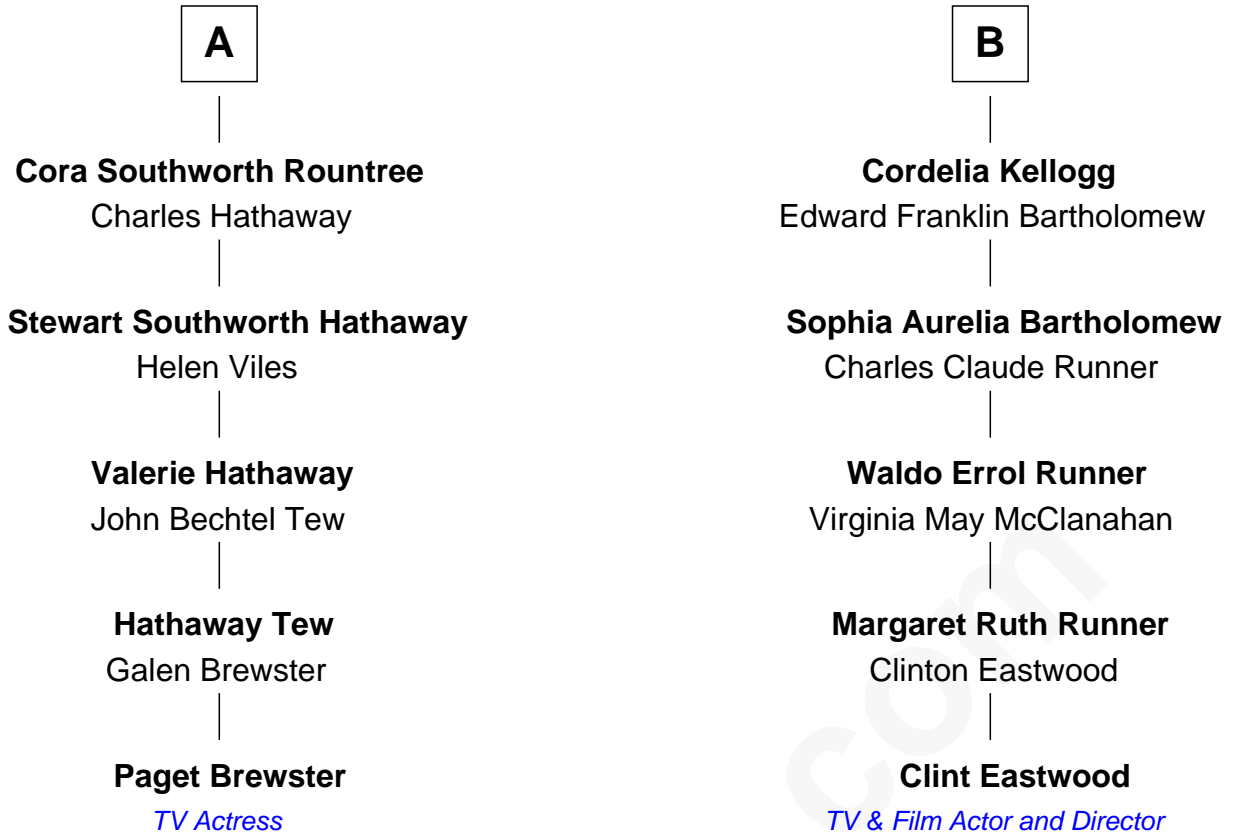 A
Cora Southworth Rountree
Charles Hathaway
Stewart Southworth Hathaway
Helen Viles
Valerie Hathaway
John Bechtel Tew
Hathaway Tew
Galen Brewster
Paget Brewster
TV Actress
B
Cordelia Kellogg
Edward Franklin Bartholomew
Sophia Aurelia Bartholomew
Charles Claude Runner
Waldo Errol Runner
Virginia May McClanahan
Margaret Ruth Runner
Clinton Eastwood
Clint Eastwood
TV & Film Actor and Director
com